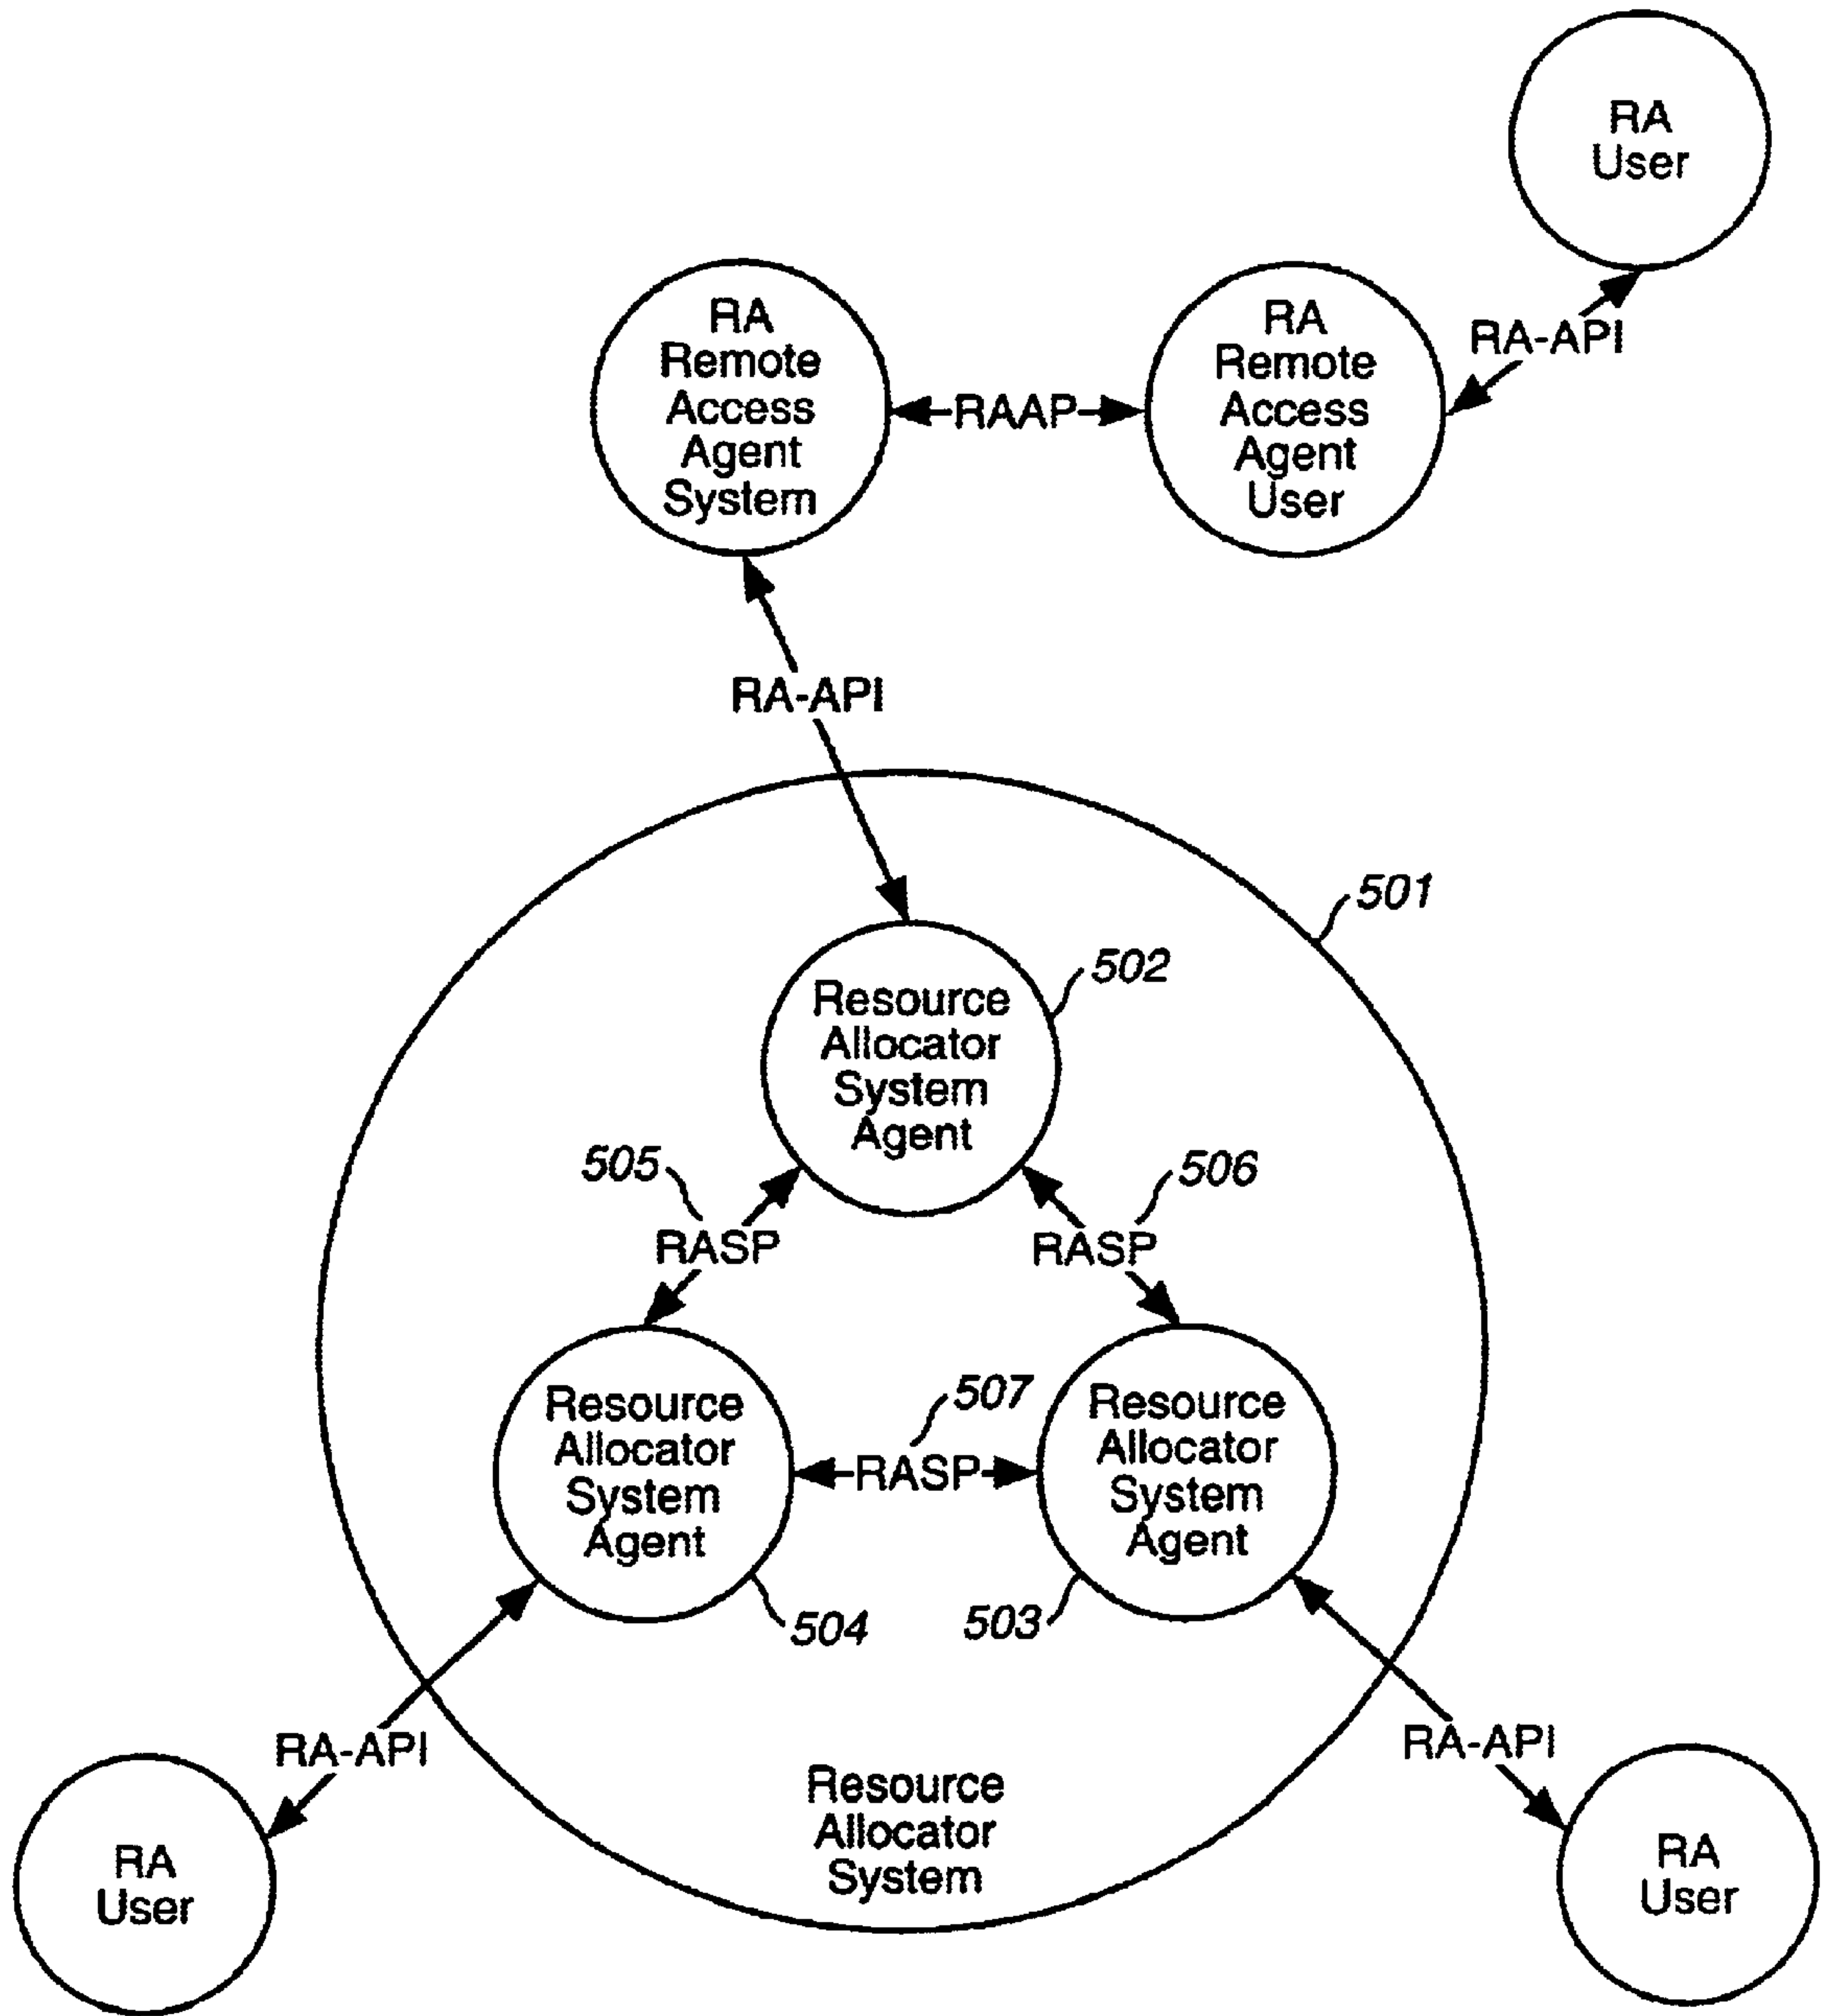 RA
User
RA
Remote
Access
Agent
System
RAAP
RA
Remote
Access
Agent
User
RA-API
RA-API
501
502
Resource
Allocator
System
Agent
505
RASP
506
RASP
Resource
Allocator
System
Agent
507
RASP
Resource
Allocator
System
Agent
504
503
RA-API
RA-API
Resource
Allocator
System
RA
User
RA
User